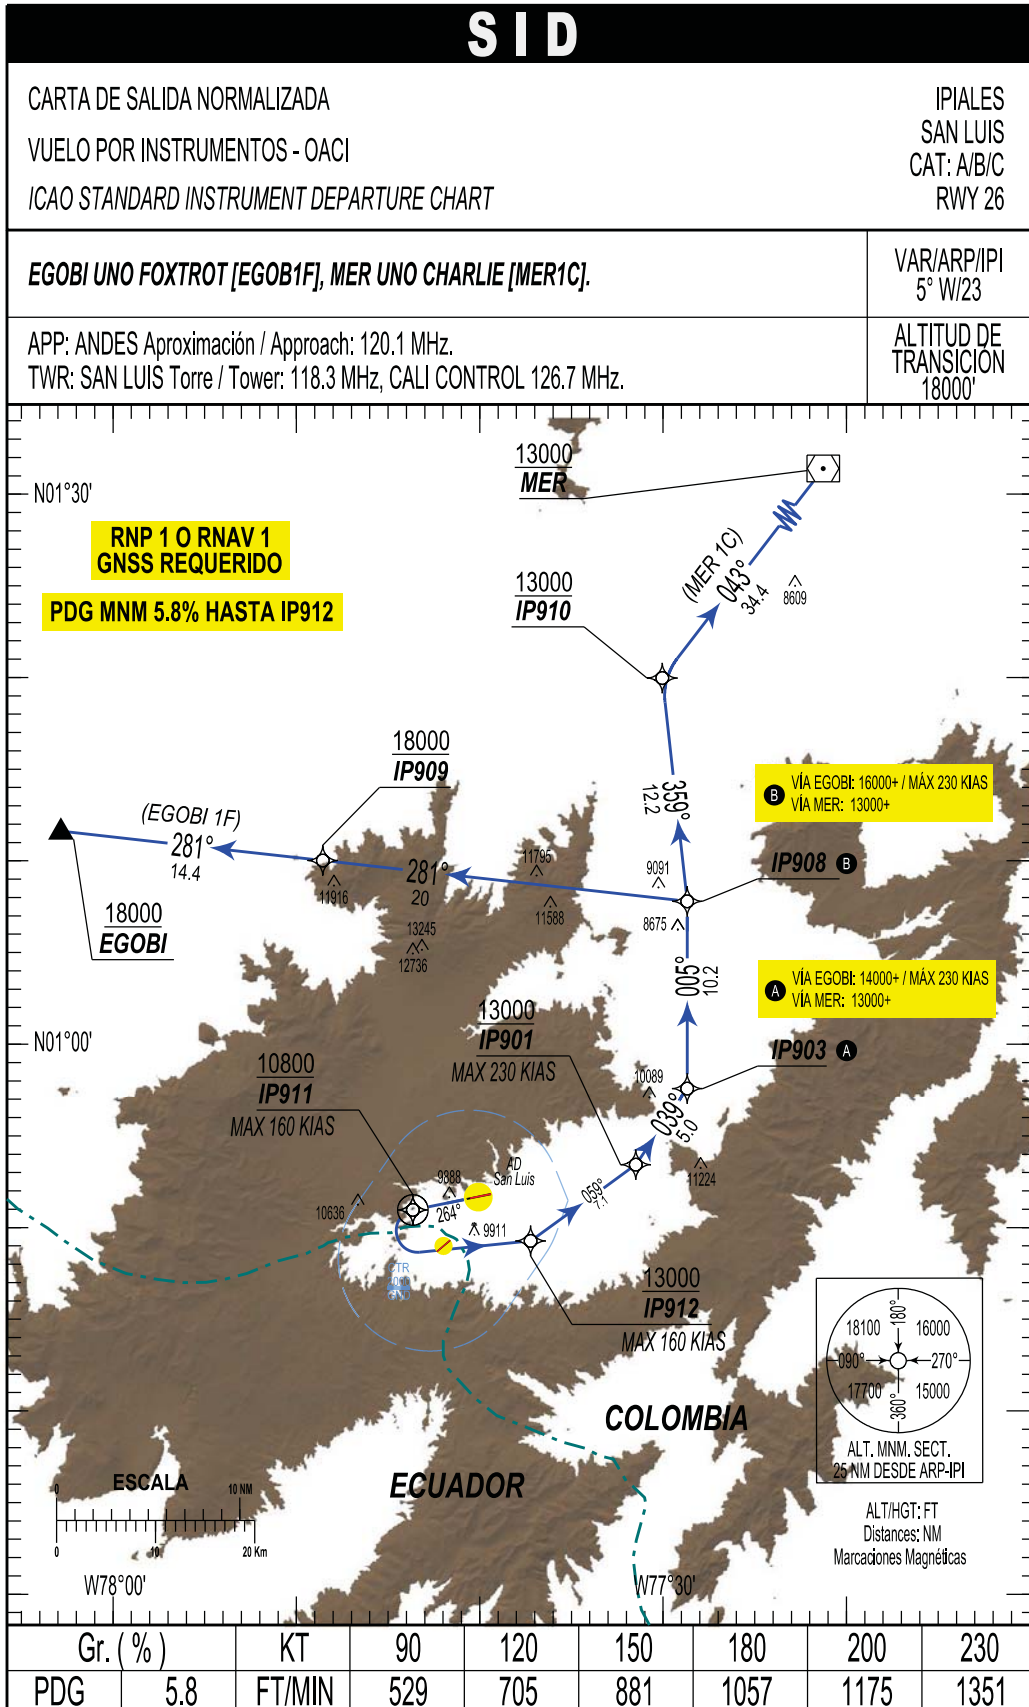 SID
CARTA DE SALIDA NORMALIZADA
VUELO POR INSTRUMENTOS - OACI
ICAO STANDARD INSTRUMENT DEPARTURE CHART
IPIALES
SAN LUIS
CAT: A/B/C
RWY 26
EGOBI UNO FOXTROT [EGOB1F], MER UNO CHARLIE [MER1C].
VAR/ARP/IPI
5° W/23
APP: ANDES Aproximación / Approach: 120.1 MHz.
TWR: SAN LUIS Torre / Tower: 118.3 MHz, CALI CONTROL 126.7 MHz.
ALTITUD DE
TRANSICIÓN
18000'
N01°30'
13000
MER
RNP 1 O RNAV 1
GNSS REQUERIDO
PDG MNM 5.8% HASTA IP912
(MER 1C)
043°
34.4
8609
13000
IP910
18000
IP909
359°
12.2
B VÍA EGOBI: 16000+ / MÁX 230 KIAS
VÍA MER: 13000+
(EGOBI 1F)
281°
14.4
281°
20
11916
11795
11588
9091
IP908 B
18000
EGOBI
13245
12736
8675
005°
10.2
A VÍA EGOBI: 14000+ / MÁX 230 KIAS
VÍA MER: 13000+
N01°00'
13000
IP901
MAX 230 KIAS
IP903 A
10800
IP911
MAX 160 KIAS
10089
039°
5.0
11224
AD
San Luis
9888
264°
10636
9911
059°
7.1
CTR
13000
IP912
MAX 160 KIAS
18100
180°
16000
090°
270°
17700
360°
15000
ALT. MNM. SECT.
25 NM DESDE ARP-IPI
COLOMBIA
ECUADOR
ESCALA
0
10 NM
0
10
20 Km
ALT/HGT: FT
Distances: NM
Marcaciones Magnéticas
W78°00'
W77°30'
Gr. ( % ) KT 90 120 150 180 200 230
PDG 5.8 FT/MIN 529 705 881 1057 1175 1351